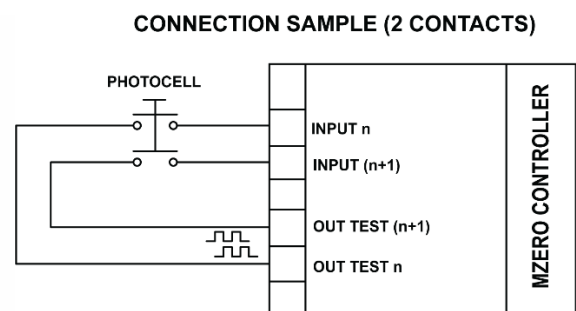 CONNECTION SAMPLE (2 CONTACTS)
PHOTOCELL
INPUT n
INPUT (n+1)
OUT TEST (n+1)
OUT TEST n
MZERO CONTROLLER